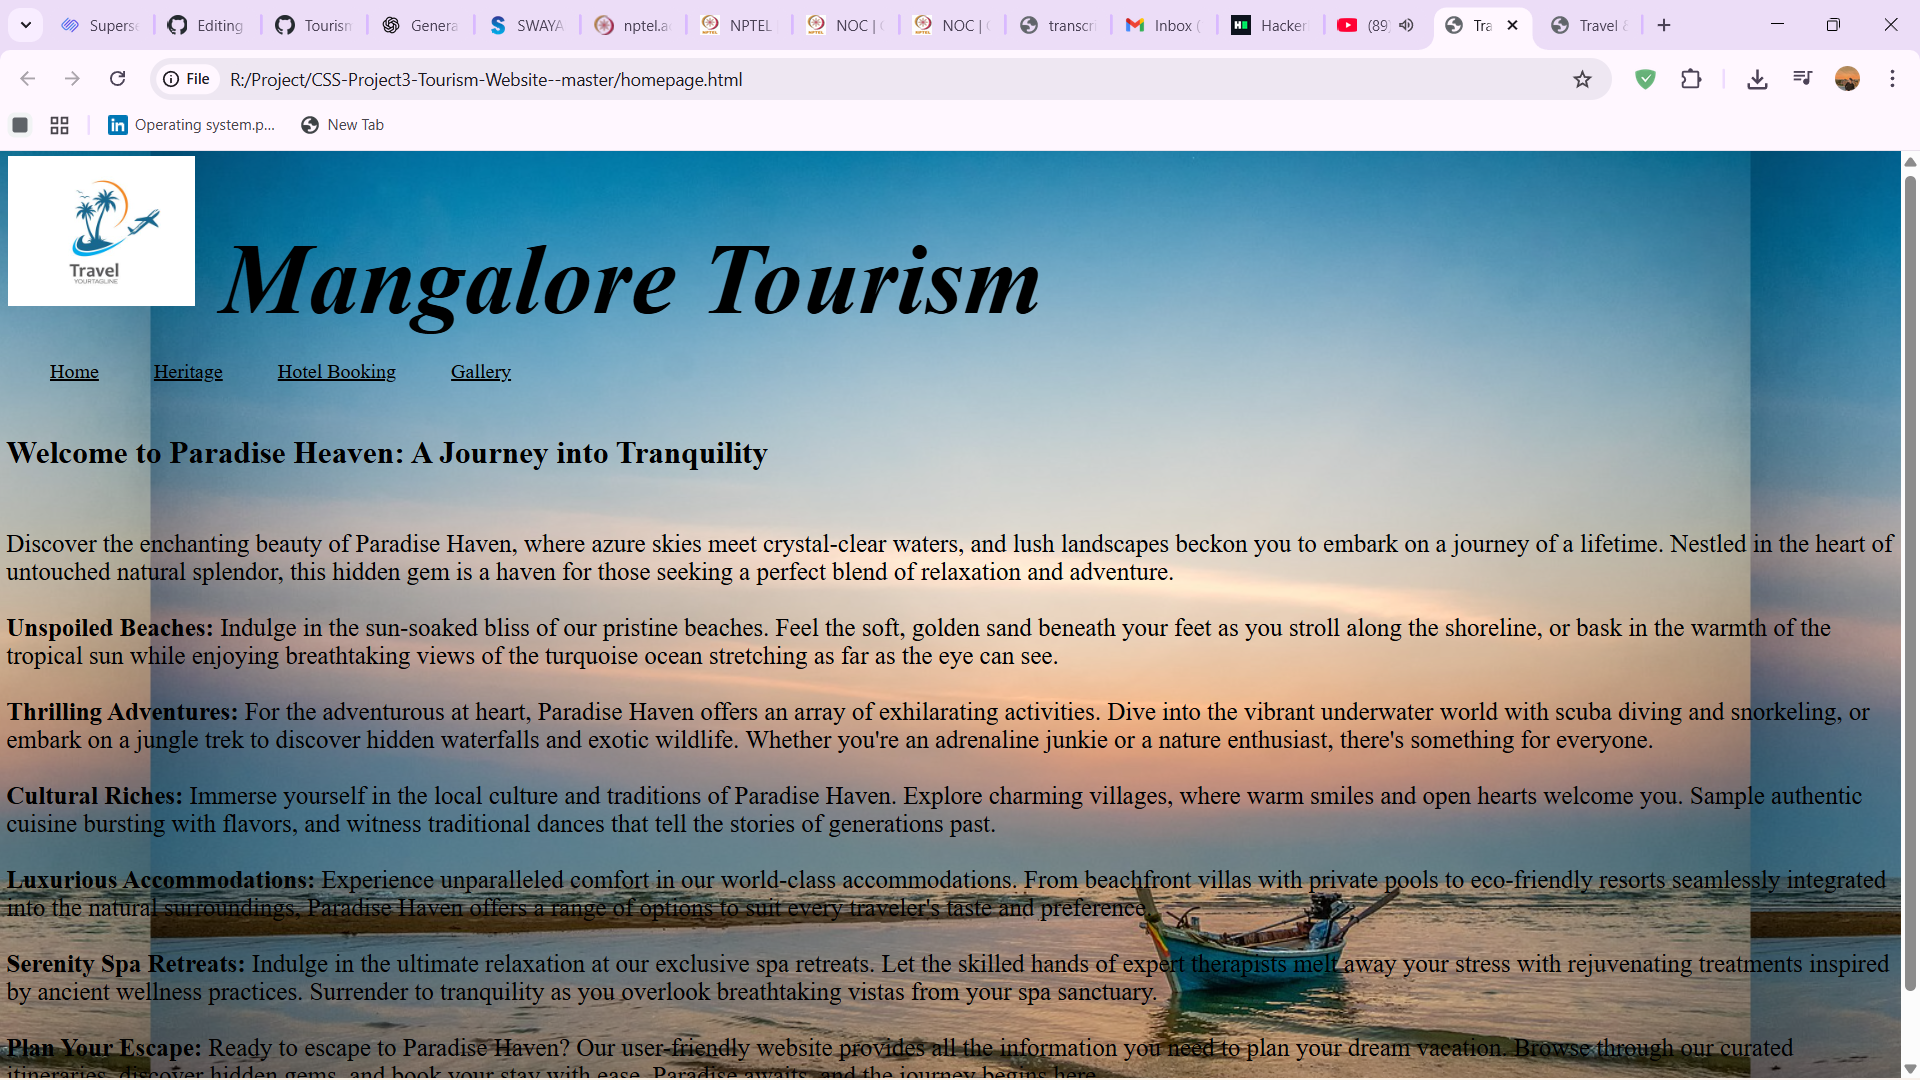 Superse
Editing
Tourism
Genera
SWAYA
nptel.ac
NPTEL
NOC | C
NOC | C
transcri
Inbox (
Hacker
(89)
Tra
Travel &
File
R:/Project/CSS-Project3-Tourism-Website--master/homepage.html
Operating system.p...
New Tab
Travel
YOURTAGLINE
Mangalore Tourism
Home Heritage Hotel Booking Gallery
Welcome to Paradise Heaven: A Journey into Tranquility
Discover the enchanting beauty of Paradise Haven, where azure skies meet crystal-clear waters, and lush landscapes beckon you to embark on a journey of a lifetime. Nestled in the heart of
untouched natural splendor, this hidden gem is a haven for those seeking a perfect blend of relaxation and adventure.
Unspoiled Beaches: Indulge in the sun-soaked bliss of our pristine beaches. Feel the soft, golden sand beneath your feet as you stroll along the shoreline, or bask in the warmth of the
tropical sun while enjoying breathtaking views of the turquoise ocean stretching as far as the eye can see.
Thrilling Adventures: For the adventurous at heart, Paradise Haven offers an array of exhilarating activities. Dive into the vibrant underwater world with scuba diving and snorkeling, or
embark on a jungle trek to discover hidden waterfalls and exotic wildlife. Whether you're an adrenaline junkie or a nature enthusiast, there's something for everyone.
Cultural Riches: Immerse yourself in the local culture and traditions of Paradise Haven. Explore charming villages, where warm smiles and open hearts welcome you. Sample authentic
cuisine bursting with flavors, and witness traditional dances that tell the stories of generations past.
Luxurious Accommodations: Experience unparalleled comfort in our world-class accommodations. From beachfront villas with private pools to eco-friendly resorts seamlessly integrated
into the natural surroundings, Paradise Haven offers a range of options to suit every traveler's taste and preference.
Serenity Spa Retreats: Indulge in the ultimate relaxation at our exclusive spa retreats. Let the skilled hands of expert therapists melt away your stress with rejuvenating treatments inspired
by ancient wellness practices. Surrender to tranquility as you overlook breathtaking vistas from your spa sanctuary.
Plan Your Escape: Ready to escape to Paradise Haven? Our user-friendly website provides all the information you need to plan your dream vacation. Browse through our curated
itineraries, discover hidden gems, and book your stay with ease. Paradise awaits, and the journey begins here.